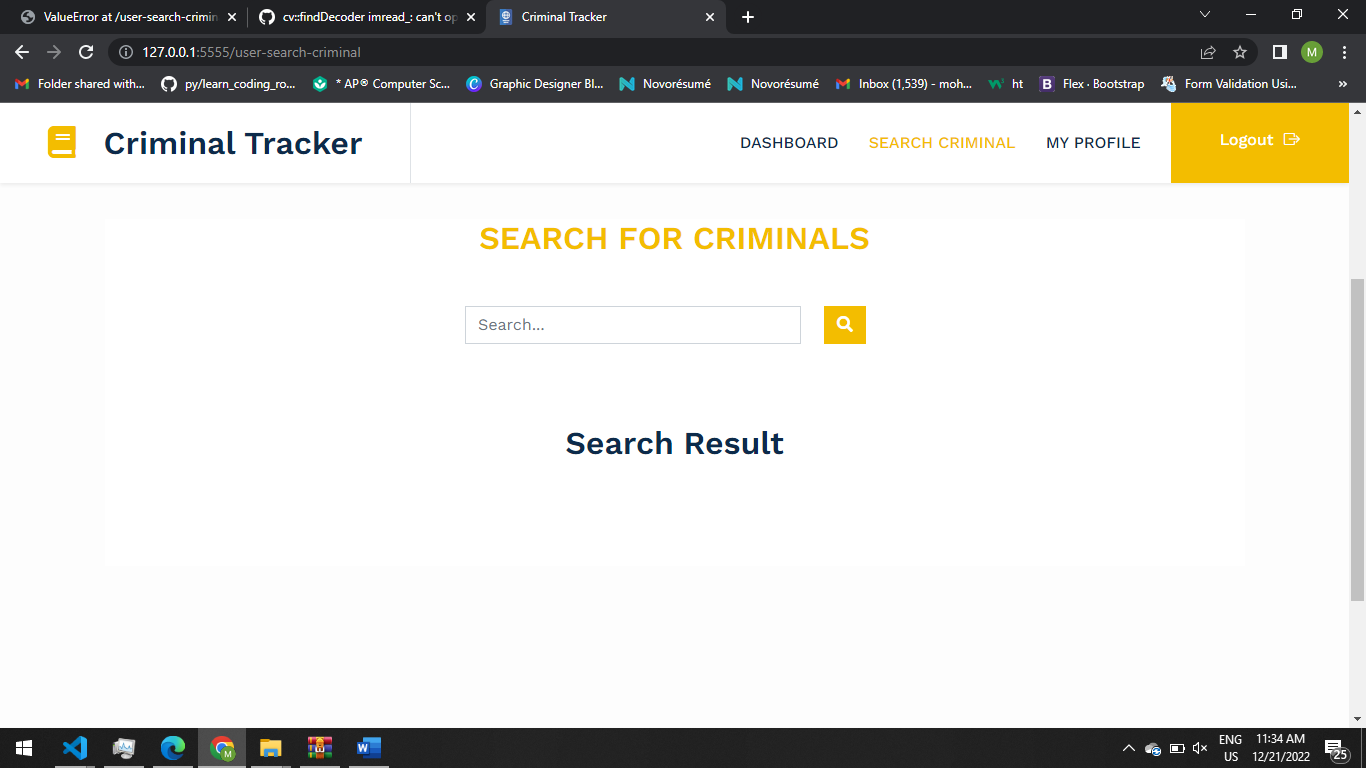 ValueError at /user-search-crimin
cv::findDecoder imread_: can't op
Criminal Tracker
127.0.0.1:5555/user-search-criminal
M
Folder shared with...
py/learn_coding_ro...
* AP® Computer Sc...
Graphic Designer Bl...
Novorésumé
Novorésumé
Inbox (1,539) - moh...
ht
Flex · Bootstrap
Form Validation Usi...
»
Criminal Tracker
DASHBOARD
SEARCH CRIMINAL
MY PROFILE
Logout
SEARCH FOR CRIMINALS
Search...
Search Result
ENG
US
11:34 AM
12/21/2022
25